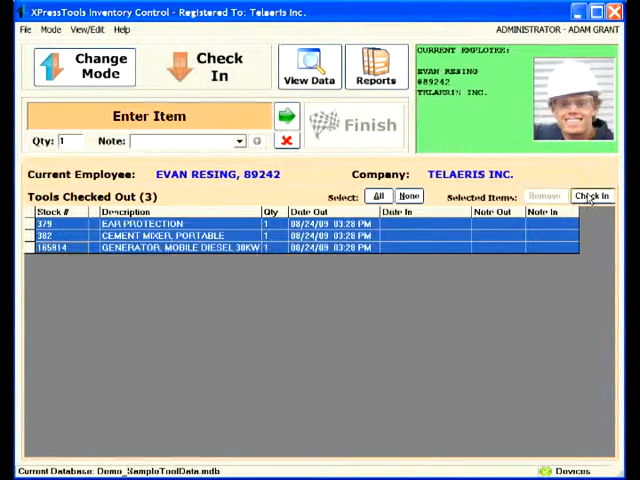 XPressTools Inventory Control - Registered To: Telaeris Inc.
File Mode View/Edit Help
ADMINISTRATOR - ADAM GRANT
Change Mode
Check In
View Data
Reports
CURRENT EMPLOYEE:
EVAN RESING
#89242
TELAERIS INC.
Enter Item
Qty: 1 Note:
Finish
Current Employee: EVAN RESING, 89242 Company: TELAERIS INC.
Tools Checked Out (3) Select: All None Selected Items: Remove Check In
Stock # Description Qty Date Out Date In Note Out Note In
379 EAR PROTECTION 1 08/24/09 03:28 PM
382 CEMENT MIXER, PORTABLE 1 08/24/09 03:28 PM
165914 GENERATOR, MOBILE DIESEL 30KW 1 08/24/09 03:28 PM
Current Database: Demo_SampleToolData.mdb Devices